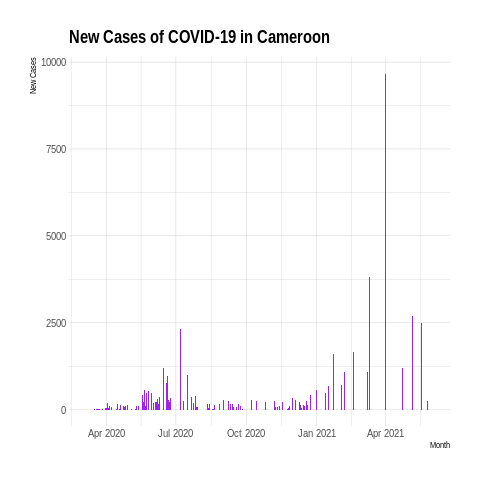 New Cases of COVID-19 in Cameroon
New Cases
10000
7500
5000
2500
0
Apr 2020 Jul 2020 Oct 2020 Jan 2021 Apr 2021
Month